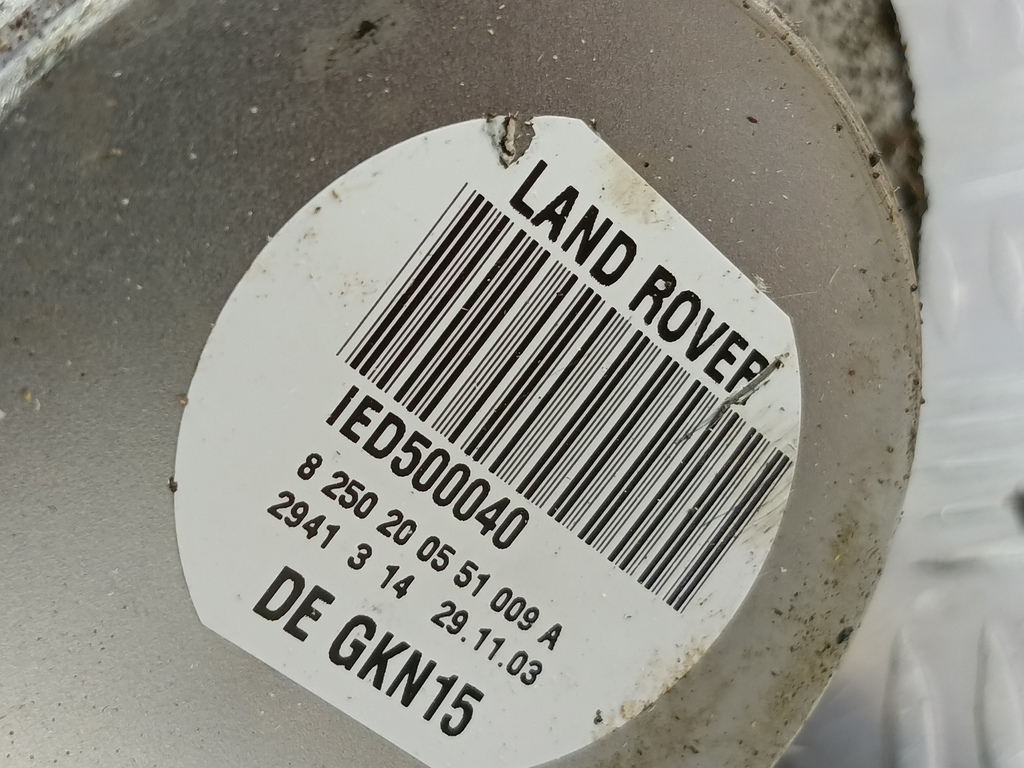 LAND ROVER
IED500040
8 250 20 05 51 009 A
2941 3 14 29.11.03
DE GKN15